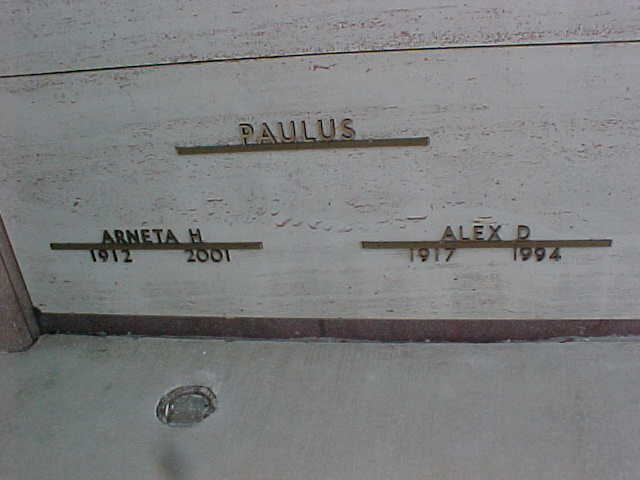 PAULUS
ARNETA H
1912 2001
ALEX D
1917 1994